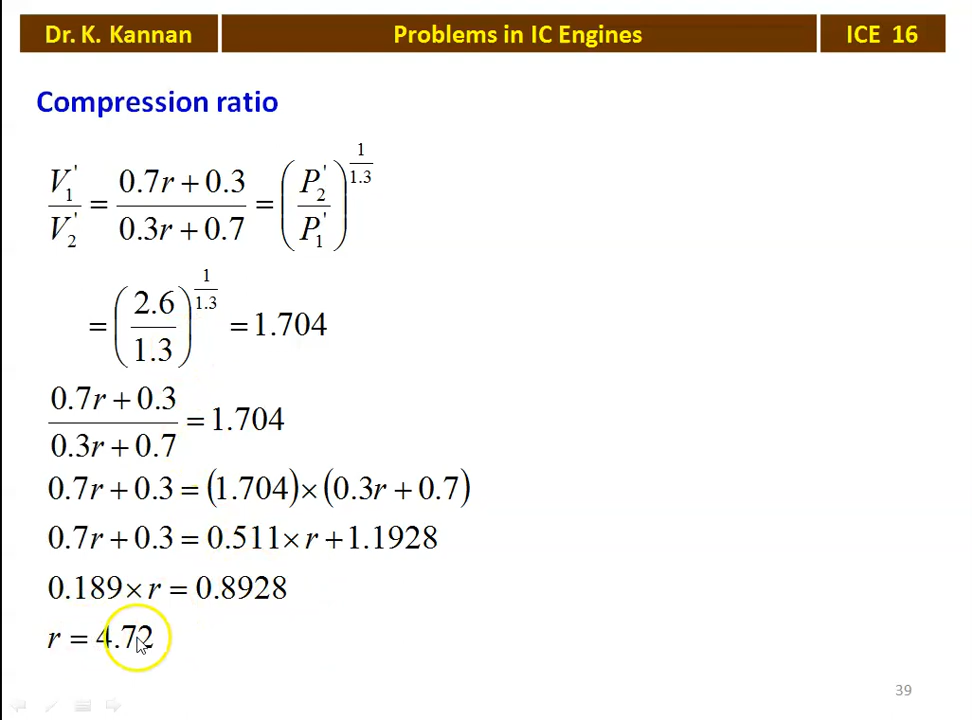 Dr. K. Kannan Problems in IC Engines ICE 16
Compression ratio
V₁'/V₂' = (0.7r + 0.3)/(0.3r + 0.7) = (P₂'/P₁')^(1/1.3)
= (2.6/1.3)^(1/1.3) = 1.704
(0.7r + 0.3)/(0.3r + 0.7) = 1.704
0.7r + 0.3 = (1.704)×(0.3r + 0.7)
0.7r + 0.3 = 0.511×r + 1.1928
0.189×r = 0.8928
r = 4.72
39